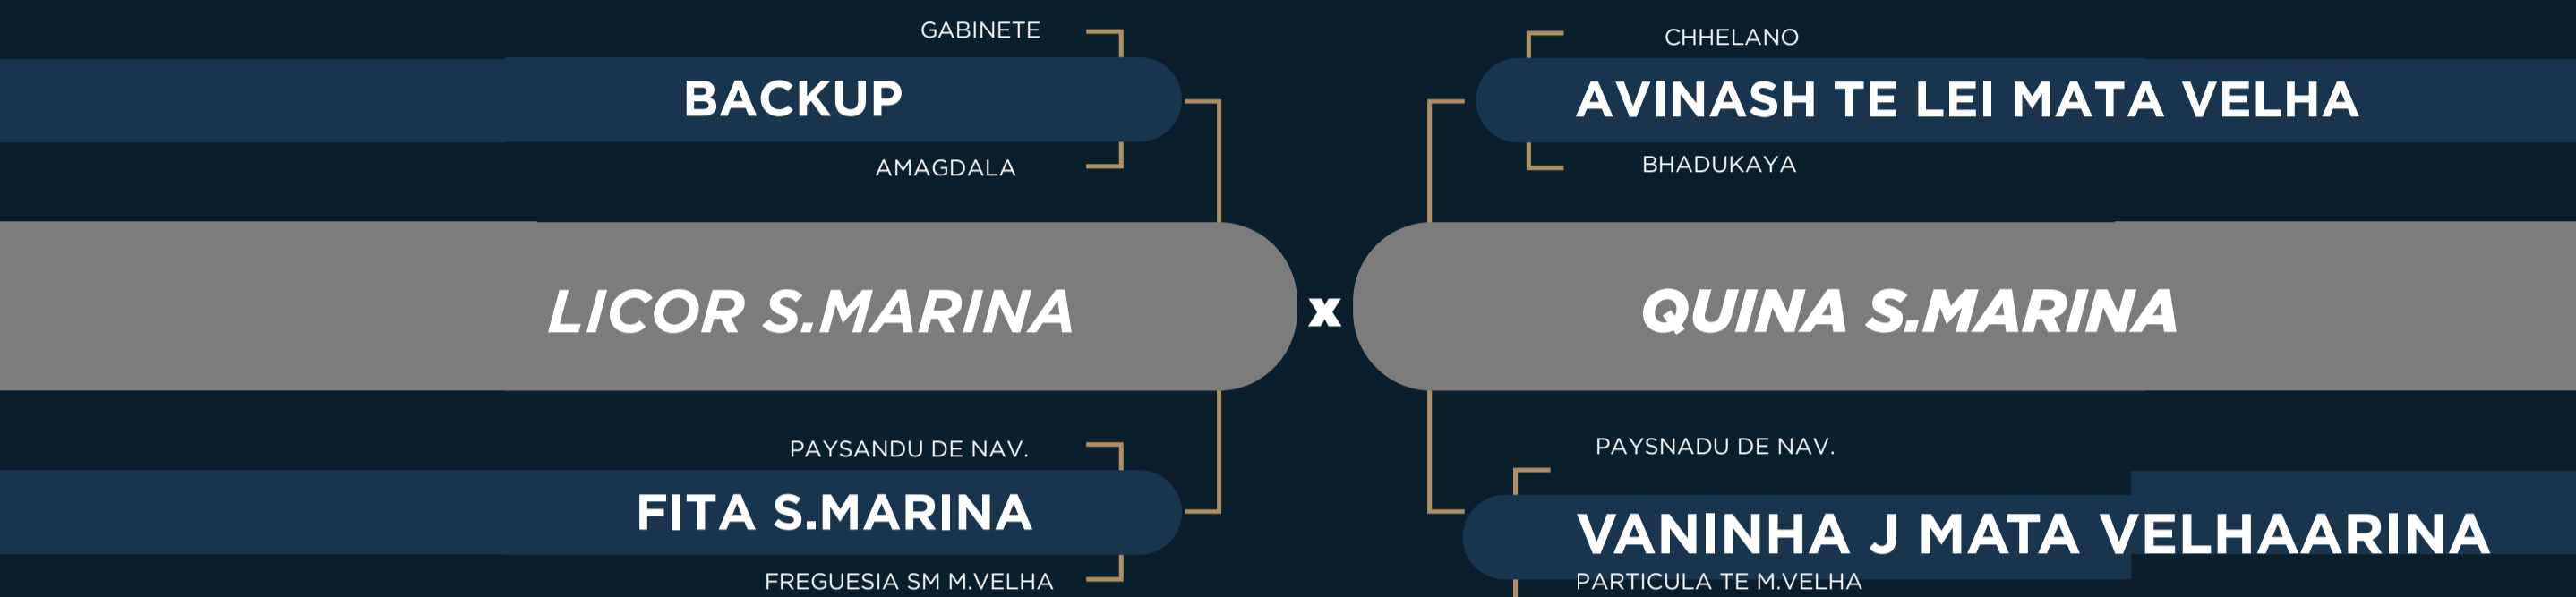 GABINETE
BACKUP
AMAGDALA
LICOR S.MARINA
PAYSANDU DE NAV.
FITA S.MARINA
FREGUESIA SM M.VELHA
x
CHHELANO
AVINASH TE LEI MATA VELHA
BHADUKAYA
QUINA S.MARINA
PAYSNADU DE NAV.
VANINHA J MATA VELHAARINA
PARTICULA TE M.VELHA